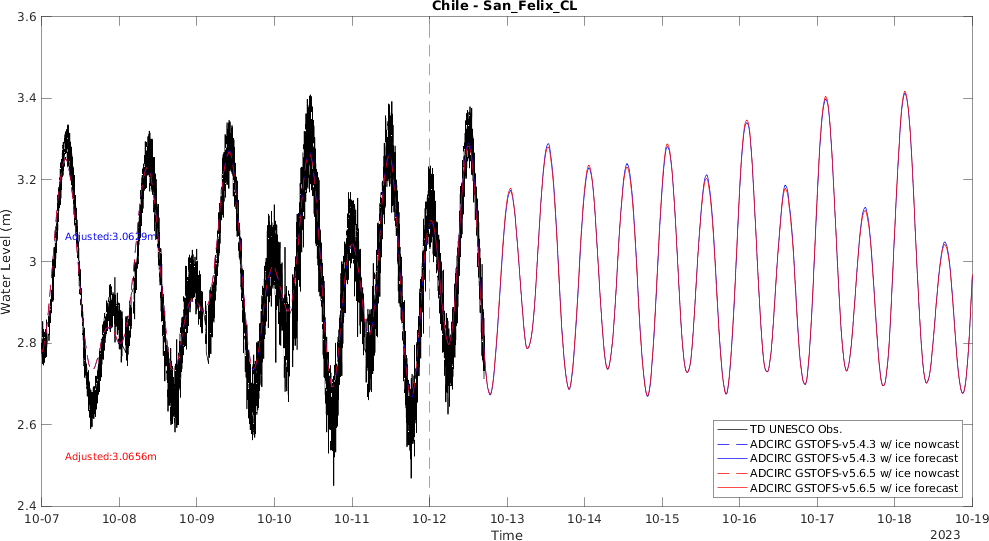 Chile - San_Felix_CL
3.6
3.4
3.2
3
2.8
2.6
2.4
Water Level (m)
Adjusted:3.0629m
Adjusted:3.0656m
TD UNESCO Obs.
ADCIRC GSTOFS-v5.4.3 w/ ice nowcast
ADCIRC GSTOFS-v5.4.3 w/ ice forecast
ADCIRC GSTOFS-v5.6.5 w/ ice nowcast
ADCIRC GSTOFS-v5.6.5 w/ ice forecast
10-07 10-08 10-09 10-10 10-11 10-12 10-13 10-14 10-15 10-16 10-17 10-18 10-19
Time
2023